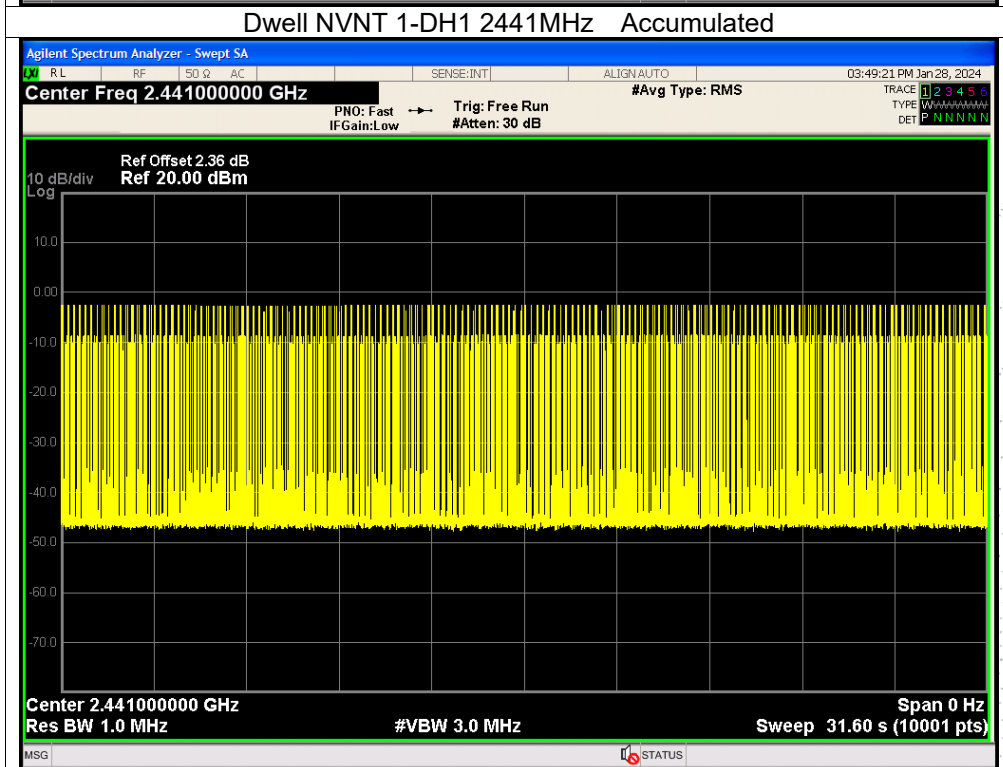 Dwell NVNT 1-DH1 2441MHz Accumulated
Agilent Spectrum Analyzer - Swept SA
LXI RL RF 50 Ω AC SENSE:INT ALIGN AUTO 03:49:21 PM Jan 28, 2024
Center Freq 2.441000000 GHz #Avg Type: RMS TRACE 1 2 3 4 5 6
PNO: Fast Trig: Free Run TYPE WWWWWW
IFGain:Low #Atten: 30 dB DET P N N N N N
Ref Offset 2.36 dB
10 dB/div Ref 20.00 dBm
Log
10.0
0.00
-10.0
-20.0
-30.0
-40.0
-50.0
-60.0
-70.0
Center 2.441000000 GHz Span 0 Hz
Res BW 1.0 MHz #VBW 3.0 MHz Sweep 31.60 s (10001 pts)
MSG STATUS